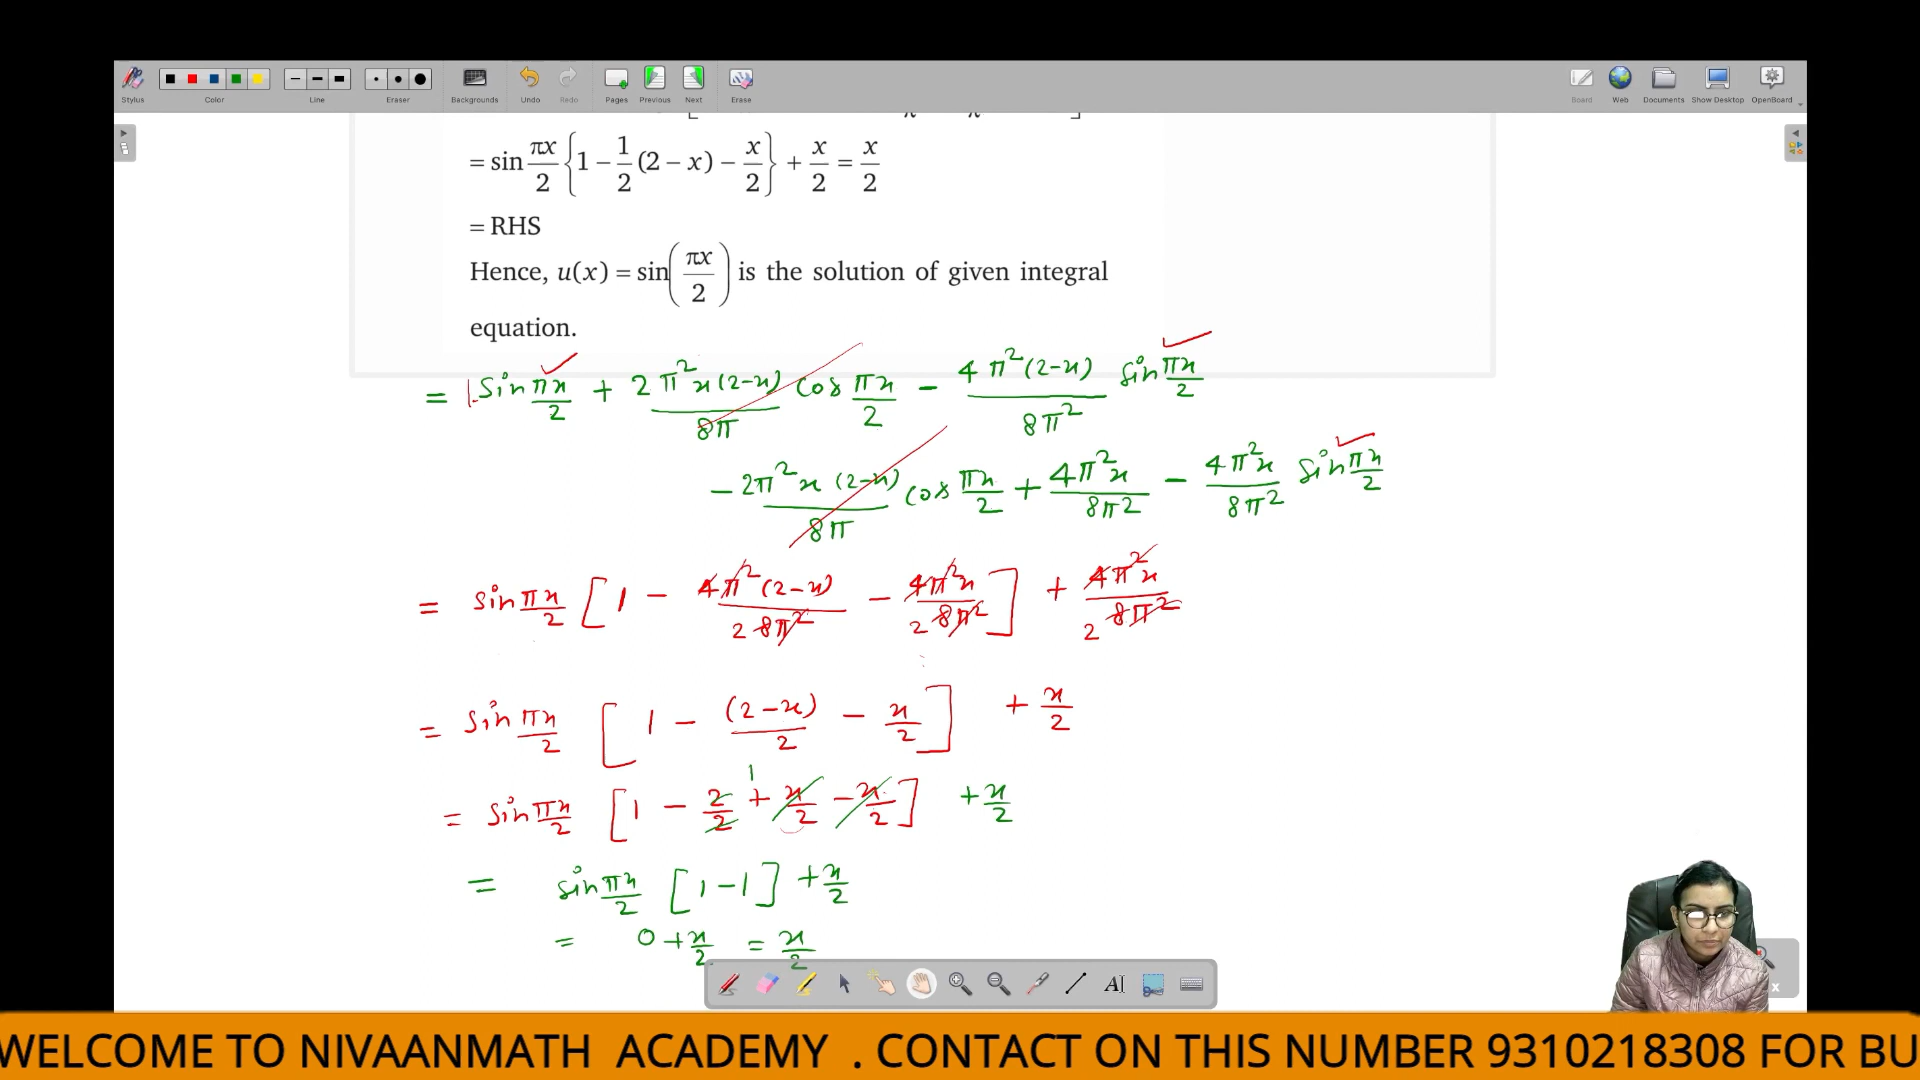 Stylus Color Line Eraser Backgrounds Undo Redo Pages Previous Next Erase Board Web Documents Show Desktop OpenBoard
= sin πx/2 {1 − 1/2 (2 − x) − x/2} + x/2 = x/2
= RHS
Hence, u(x) = sin(πx/2) is the solution of given integral
equation.
= 1. sin πx/2 + 2π²x(2-x)/8π cos πx/2 − 4π²(2-x)/8π² sin πx/2
− 2π²x(2-x)/8π cos πx/2 + 4π²x/8π² − 4π²x/8π² sin πx/2
= sin πx/2 [1 − 4π²(2-x)/2 8π² − 4π²x/2 8π²] + 4π²x/2 8π²
= sin πx/2 [1 − (2-x)/2 − x/2] + x/2
= sin πx/2 [1 − 2/2 1 + x/2 − x/2] + x/2
= sin πx/2 [1-1] + x/2
= 0 + x/2 = x/2
WELCOME TO NIVAANMATH ACADEMY . CONTACT ON THIS NUMBER 9310218308 FOR BU